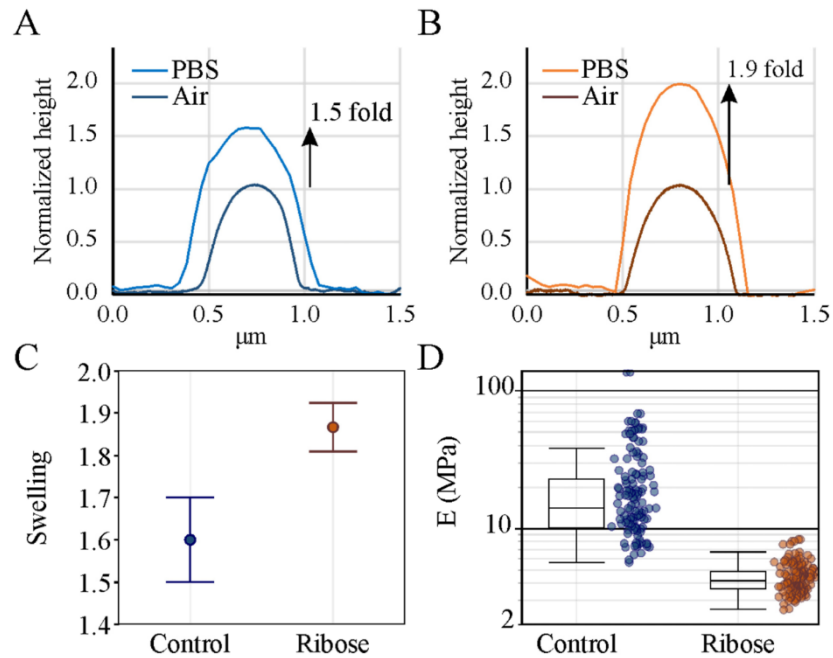 A
Normalized height
2.0
1.5
1.0
0.5
0.0
PBS
Air
1.5 fold
0.0 0.5 1.0 1.5
μm
B
Normalized height
2.0
1.5
1.0
0.5
0.0
PBS
Air
1.9 fold
0.0 0.5 1.0 1.5
μm
C
Swelling
2.0
1.9
1.8
1.7
1.6
1.5
1.4
Control Ribose
D
E (MPa)
100
10
2
Control Ribose